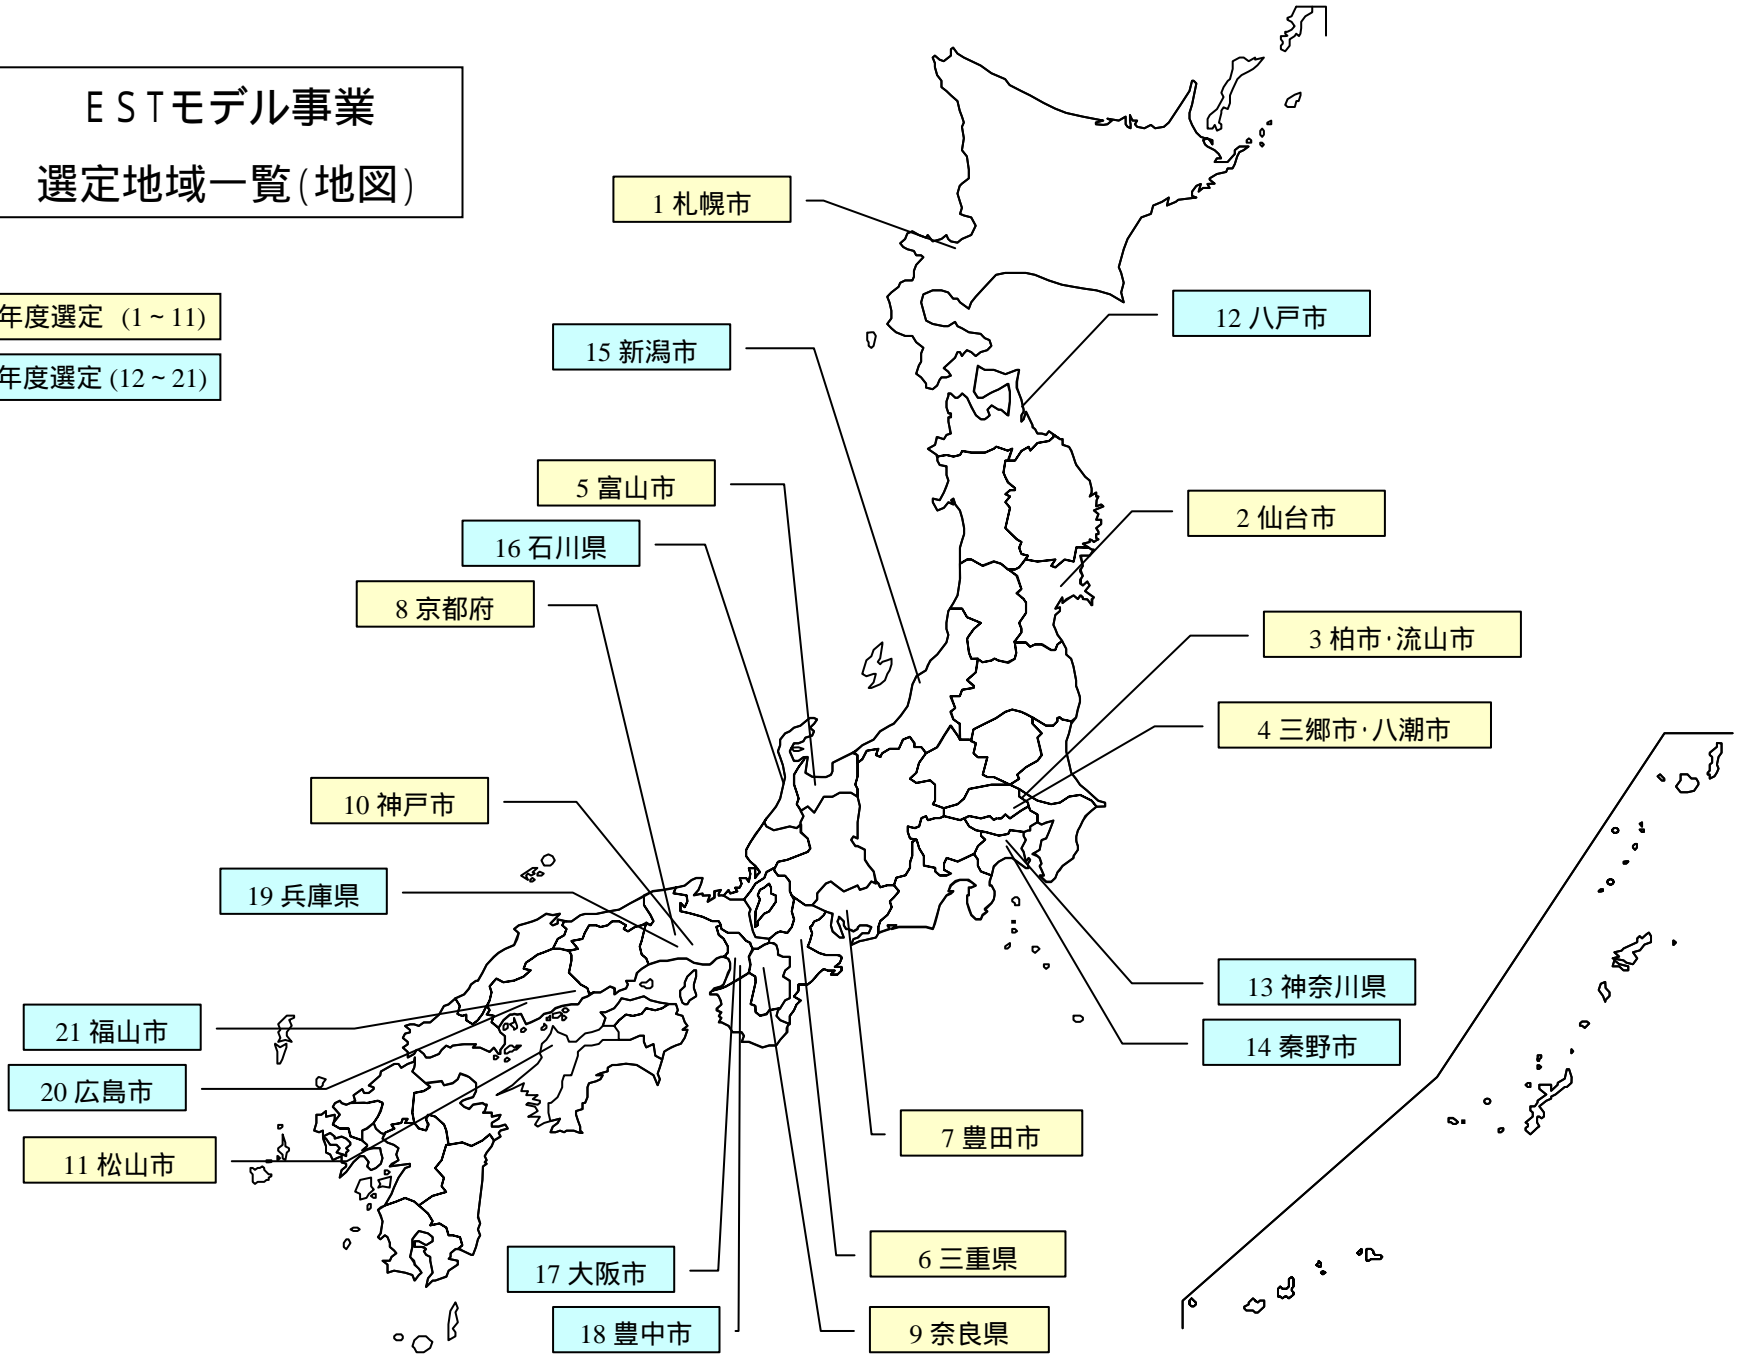 ESTモデル事業
選定地域一覧(地図)
1 札幌市
年度選定 (1~11)
12 八戸市
15 新潟市
年度選定 (12~21)
5 富山市
2 仙台市
16 石川県
8 京都府
3 柏市･流山市
4 三郷市･八潮市
10 神戸市
19 兵庫県
13 神奈川県
21 福山市
14 秦野市
20 広島市
7 豊田市
11 松山市
6 三重県
17 大阪市
18 豊中市
9 奈良県